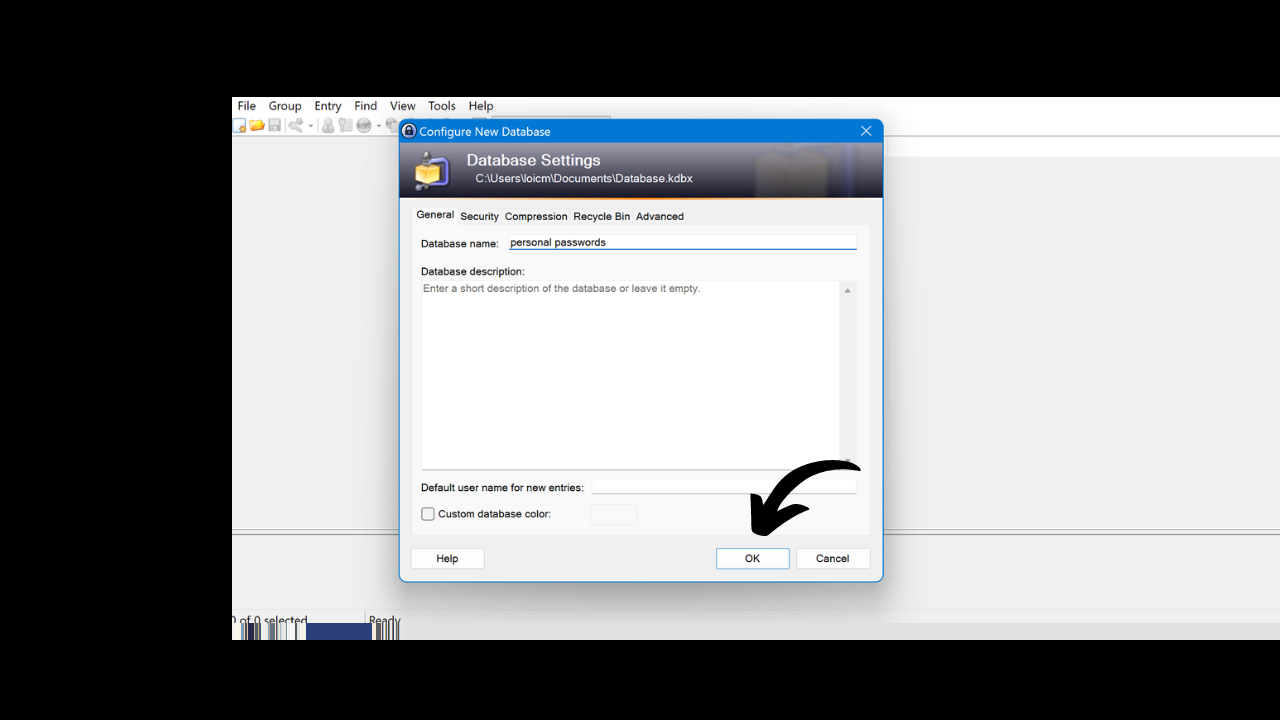 File Group Entry Find View Tools Help
Configure New Database
Database Settings
C:\Users\loicm\Documents\Database.kdbx
General Security Compression Recycle Bin Advanced
Database name: personal passwords
Database description:
Enter a short description of the database or leave it empty.
Default user name for new entries:
Custom database color:
Help OK Cancel
0 of 0 selected Ready